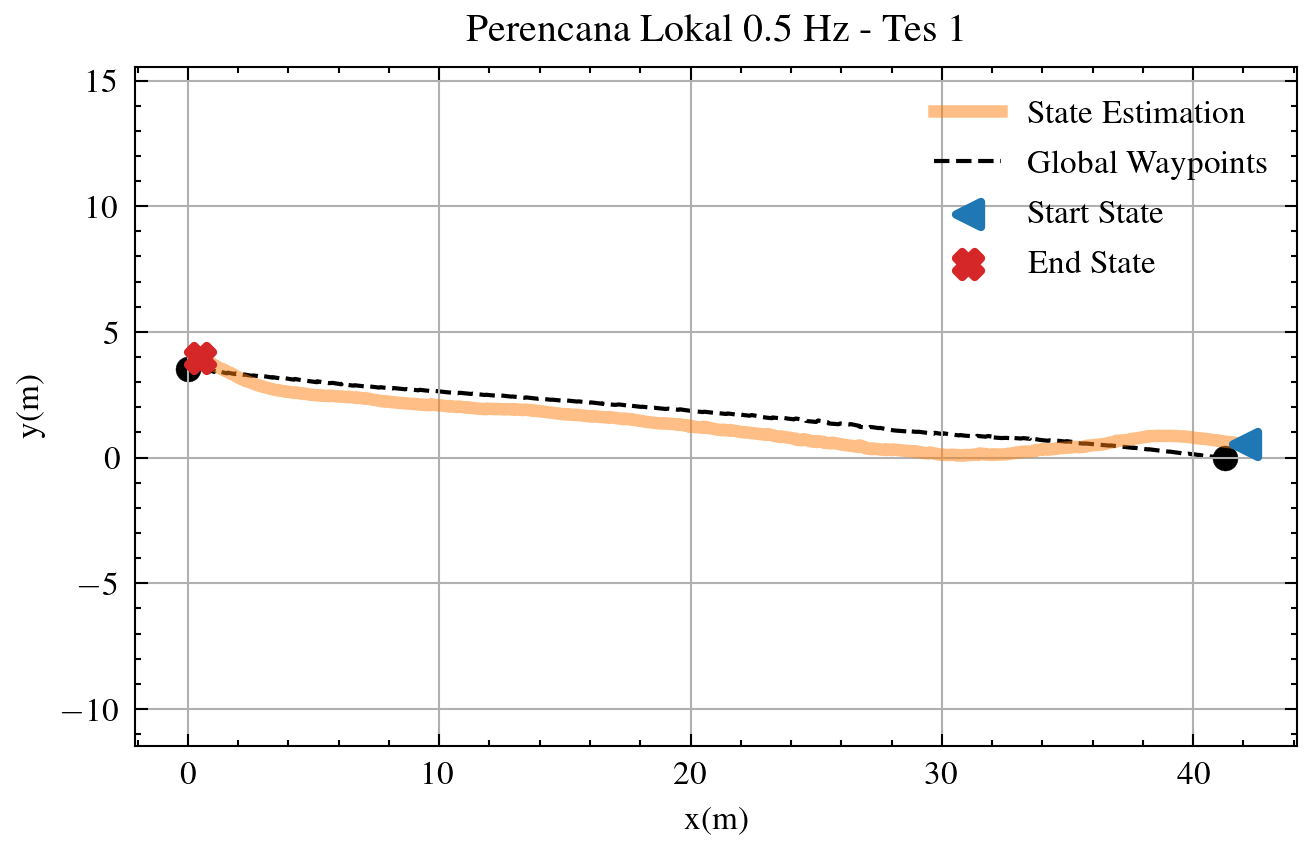 Perencana Lokal 0.5 Hz - Tes 1
State Estimation
Global Waypoints
Start State
End State
15
10
5
0
−5
−10
y(m)
0 10 20 30 40
x(m)